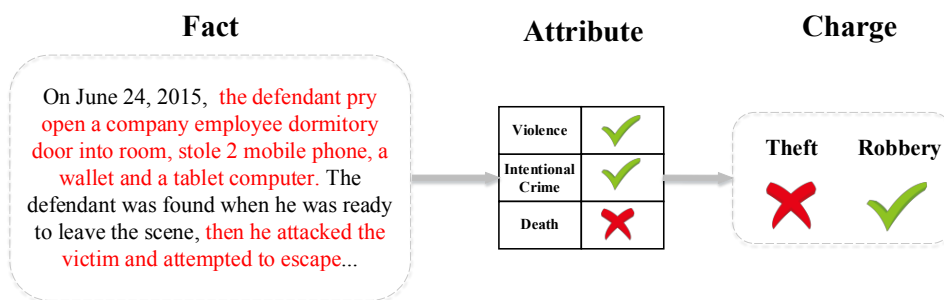 Fact
Attribute
Charge
On June 24, 2015, the defendant pry
open a company employee dormitory
door into room, stole 2 mobile phone, a
wallet and a tablet computer. The
defendant was found when he was ready
to leave the scene, then he attacked the
victim and attempted to escape...
Violence
Intentional
Crime
Death
Theft
Robbery